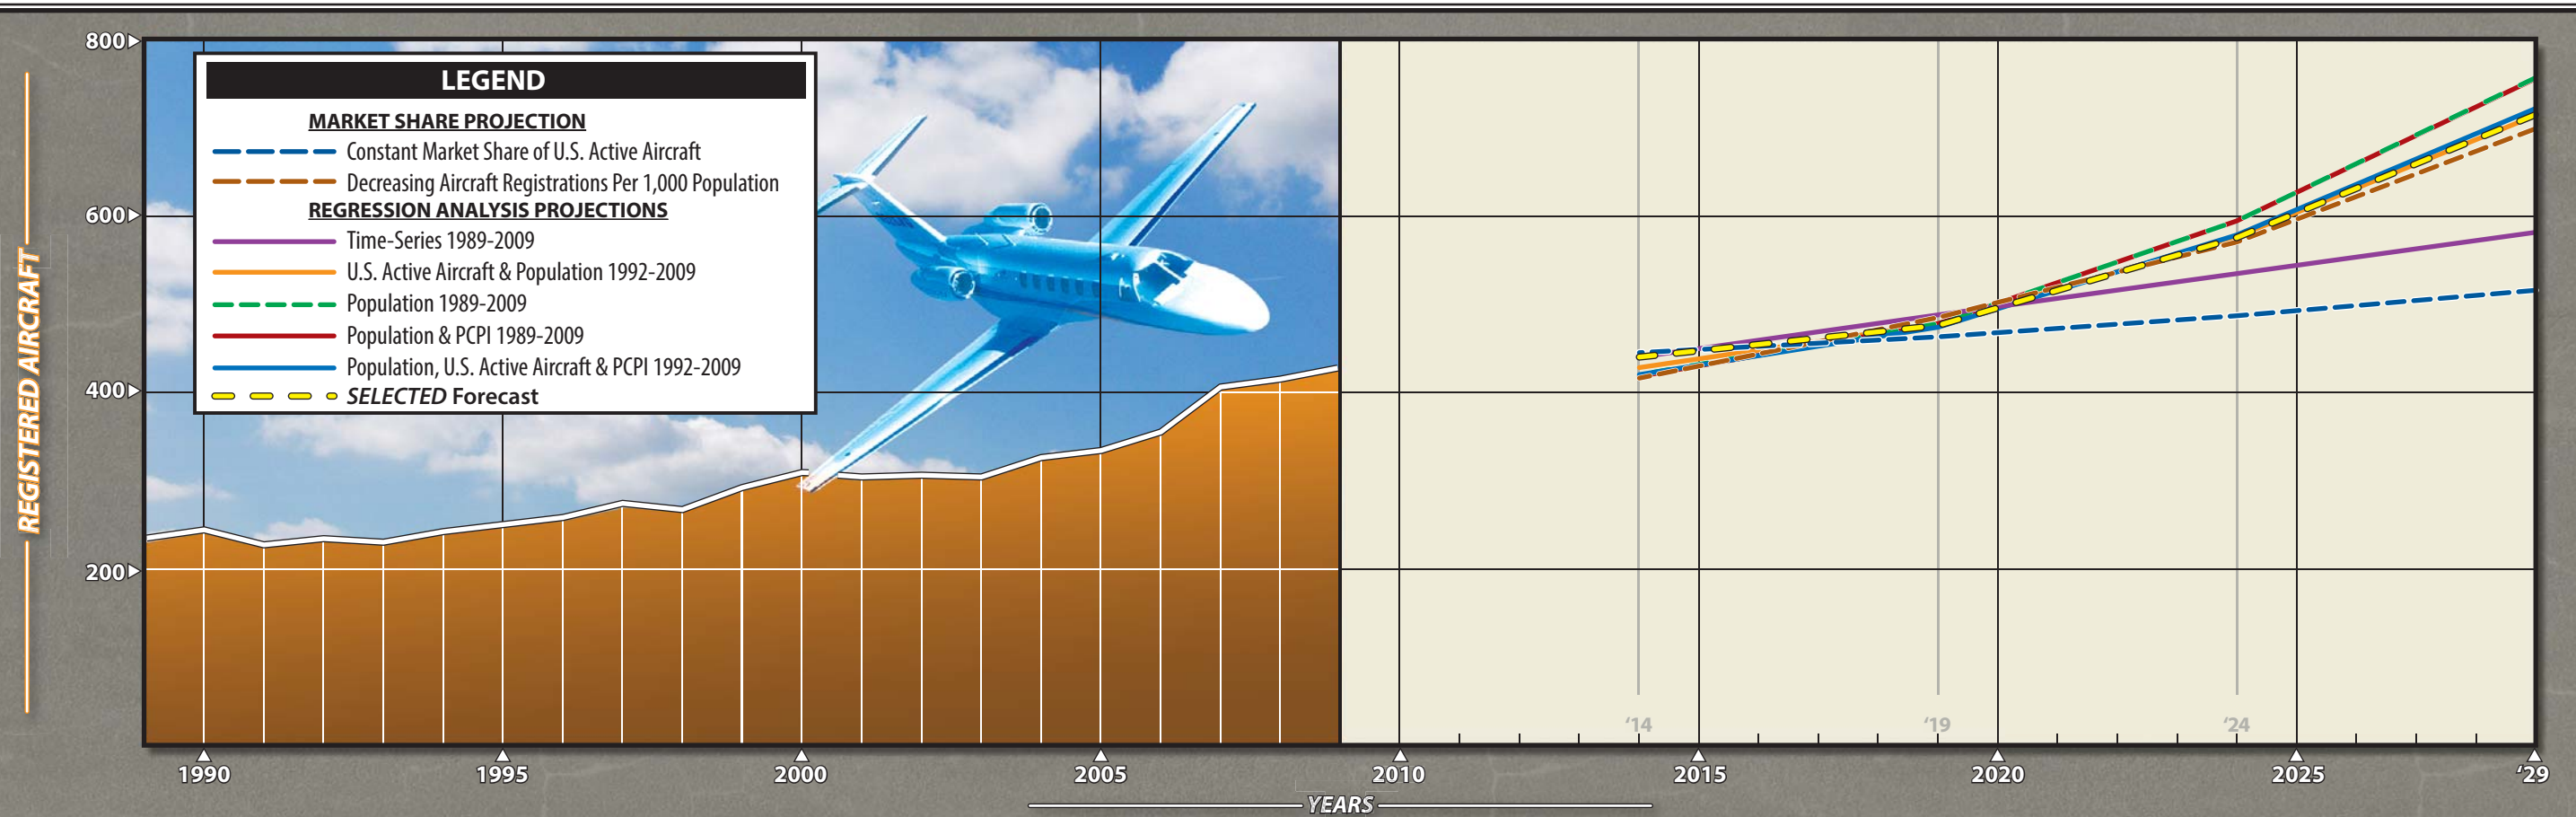 800
600
400
200
REGISTERED AIRCRAFT
LEGEND
MARKET SHARE PROJECTION
Constant Market Share of U.S. Active Aircraft
Decreasing Aircraft Registrations Per 1,000 Population
REGRESSION ANALYSIS PROJECTIONS
Time-Series 1989-2009
U.S. Active Aircraft & Population 1992-2009
Population 1989-2009
Population & PCPI 1989-2009
Population, U.S. Active Aircraft & PCPI 1992-2009
SELECTED Forecast
‘14 ‘19 ‘24
1990 1995 2000 2005 2010 2015 2020 2025 ‘29
YEARS